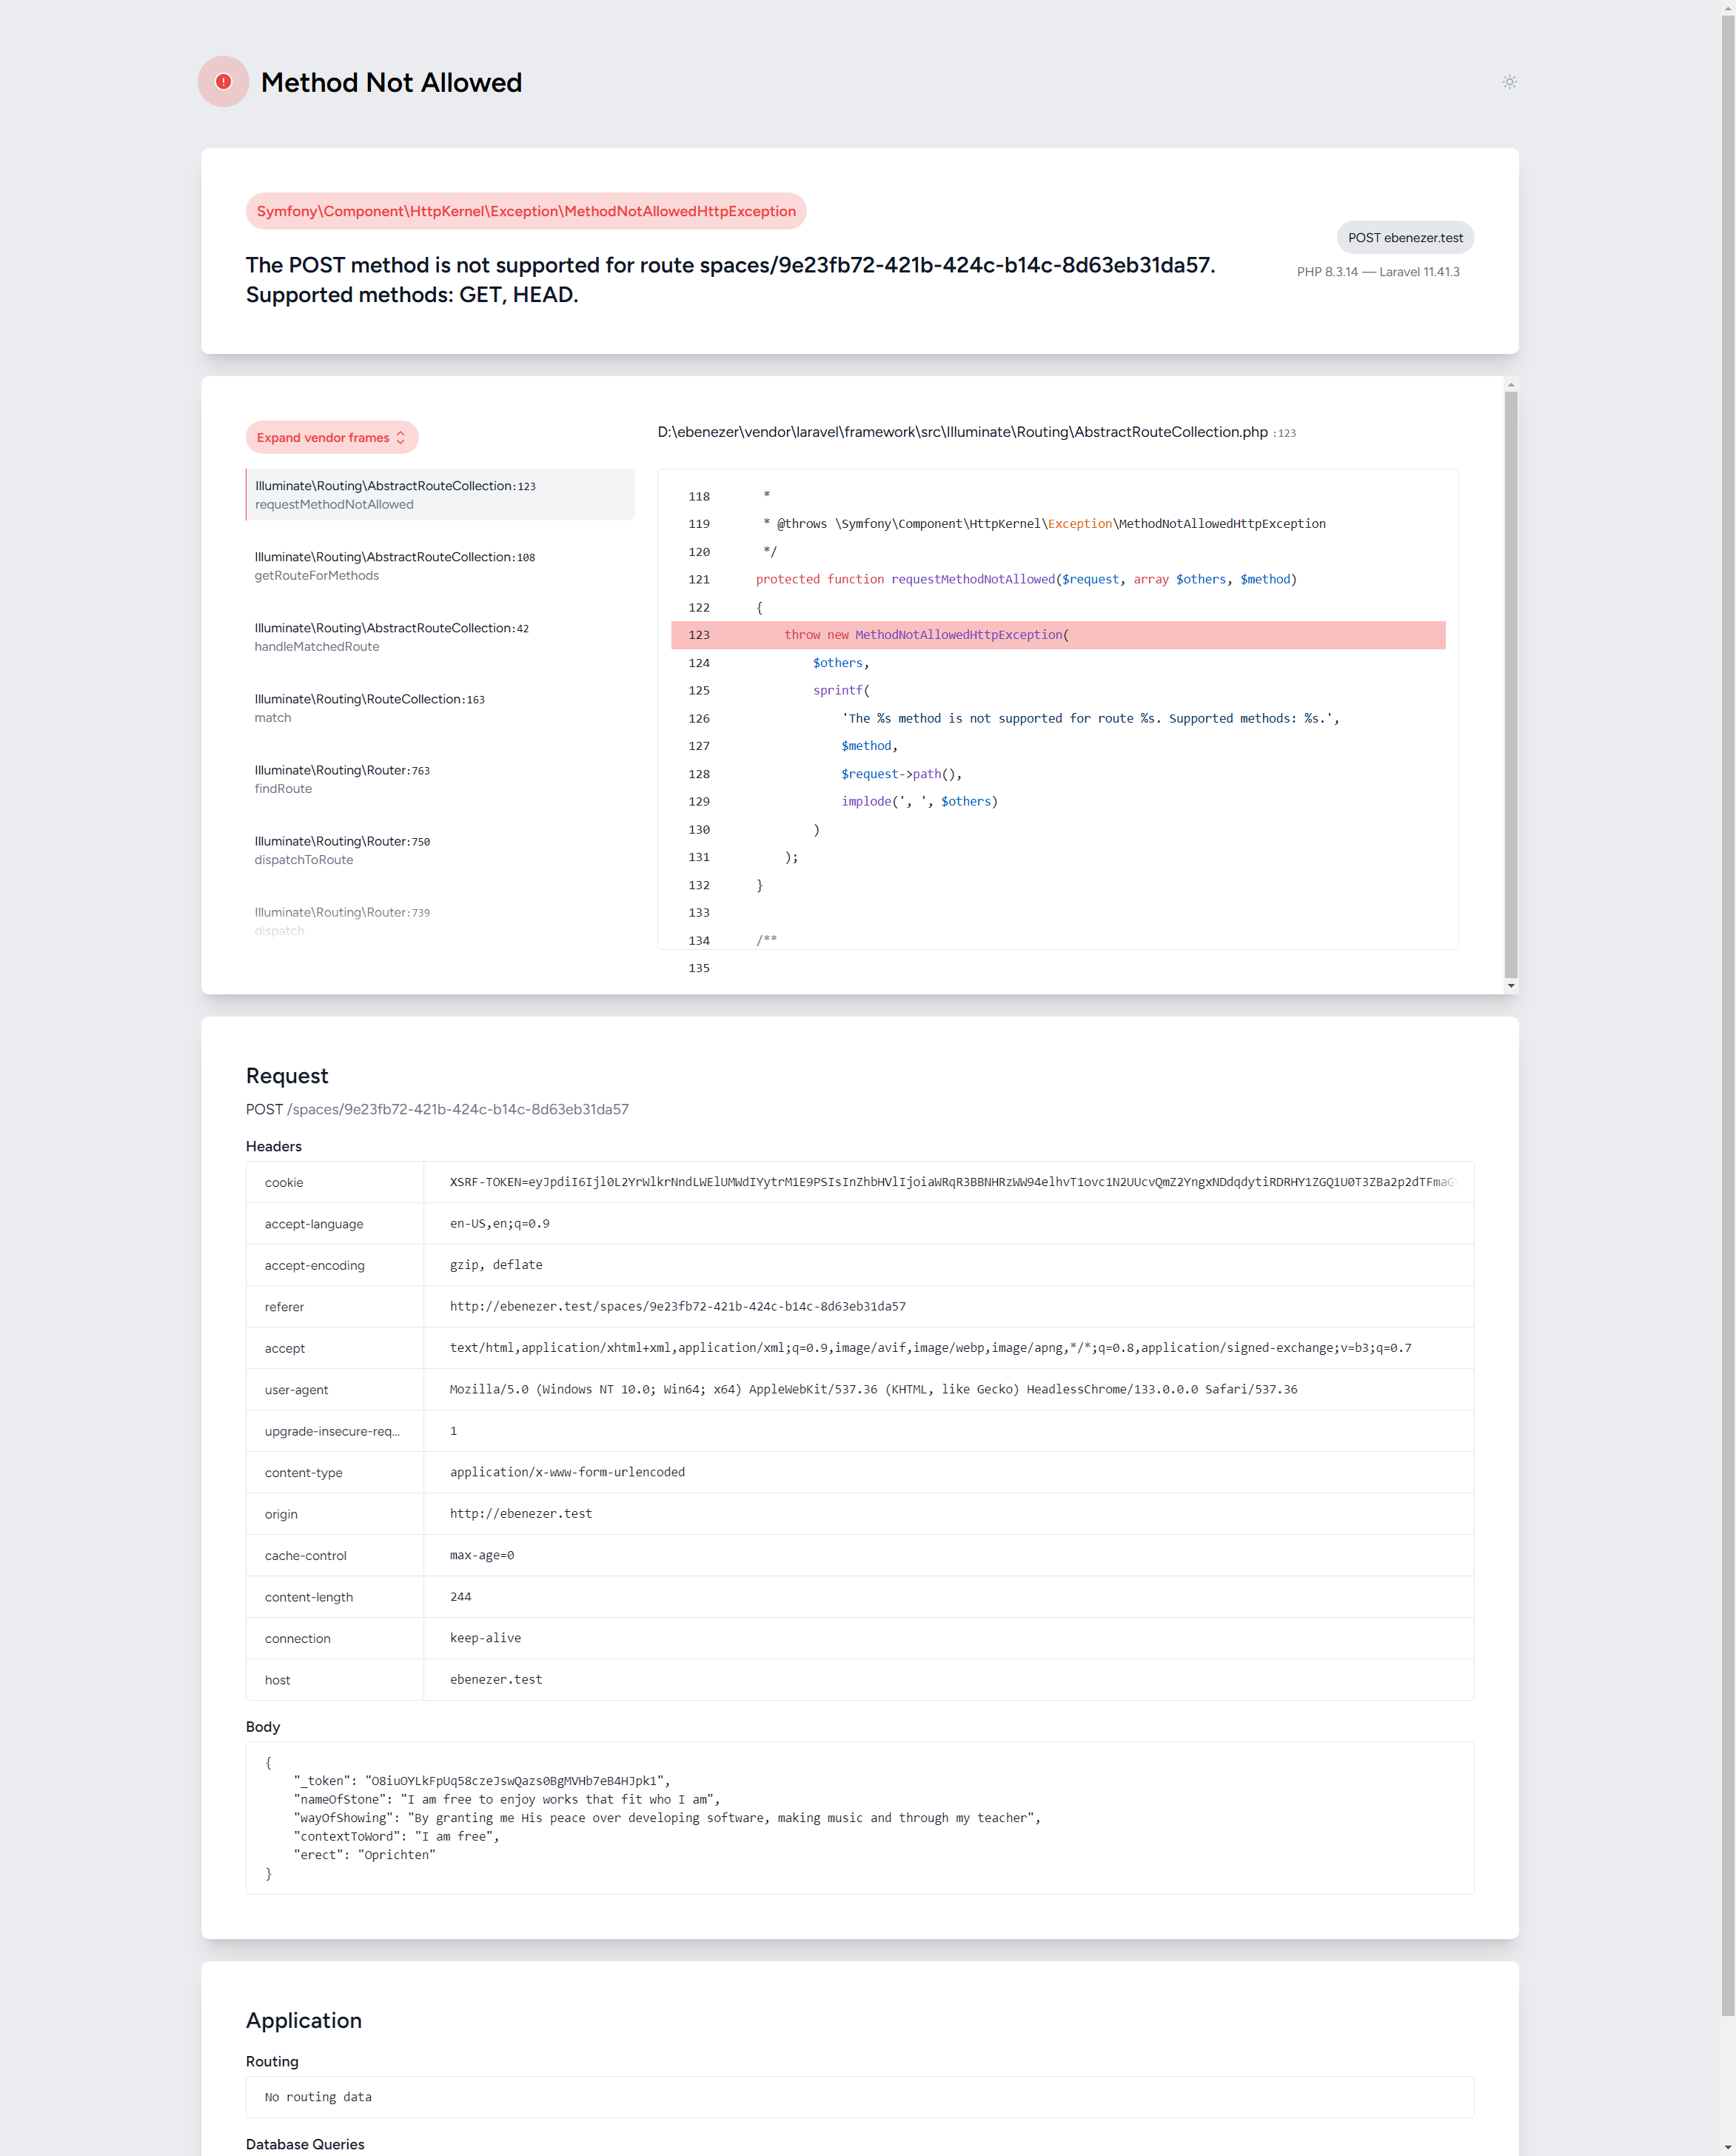 Method Not Allowed
Symfony\Component\HttpKernel\Exception\MethodNotAllowedHttpException
The POST method is not supported for route spaces/9e23fb72-421b-424c-b14c-8d63eb31da57.
Supported methods: GET, HEAD.
POST ebenezer.test
PHP 8.3.14 — Laravel 11.41.3
Expand vendor frames
Illuminate\Routing\AbstractRouteCollection:123
requestMethodNotAllowed
Illuminate\Routing\AbstractRouteCollection:108
getRouteForMethods
Illuminate\Routing\AbstractRouteCollection:42
handleMatchedRoute
Illuminate\Routing\RouteCollection:163
match
Illuminate\Routing\Router:763
findRoute
Illuminate\Routing\Router:750
dispatchToRoute
Illuminate\Routing\Router:739
dispatch
D:\ebenezer\vendor\laravel\framework\src\Illuminate\Routing\AbstractRouteCollection.php :123
118 *
119 * @throws \Symfony\Component\HttpKernel\Exception\MethodNotAllowedHttpException
120 */
121 protected function requestMethodNotAllowed($request, array $others, $method)
122 {
123 throw new MethodNotAllowedHttpException(
124 $others,
125 sprintf(
126 'The %s method is not supported for route %s. Supported methods: %s.',
127 $method,
128 $request->path(),
129 implode(', ', $others)
130 )
131 );
132 }
133
134 /**
135
Request
POST /spaces/9e23fb72-421b-424c-b14c-8d63eb31da57
Headers
cookie
accept-language en-US,en;q=0.9
accept-encoding gzip, deflate
referer http://ebenezer.test/spaces/9e23fb72-421b-424c-b14c-8d63eb31da57
accept text/html,application/xhtml+xml,application/xml;q=0.9,image/avif,image/webp,image/apng,*/*;q=0.8,application/signed-exchange;v=b3;q=0.7
user-agent Mozilla/5.0 (Windows NT 10.0; Win64; x64) AppleWebKit/537.36 (KHTML, like Gecko) HeadlessChrome/133.0.0.0 Safari/537.36
upgrade-insecure-req... 1
content-type application/x-www-form-urlencoded
origin http://ebenezer.test
cache-control max-age=0
content-length 244
connection keep-alive
host ebenezer.test
Body
{
"_token": "O8iuOYLkFpUq58czeJswQazs0BgMVHb7eB4HJpk1",
"nameOfStone": "I am free to enjoy works that fit who I am",
"wayOfShowing": "By granting me His peace over developing software, making music and through my teacher",
"contextToWord": "I am free",
"erect": "Oprichten"
}
Application
Routing
No routing data
Database Queries